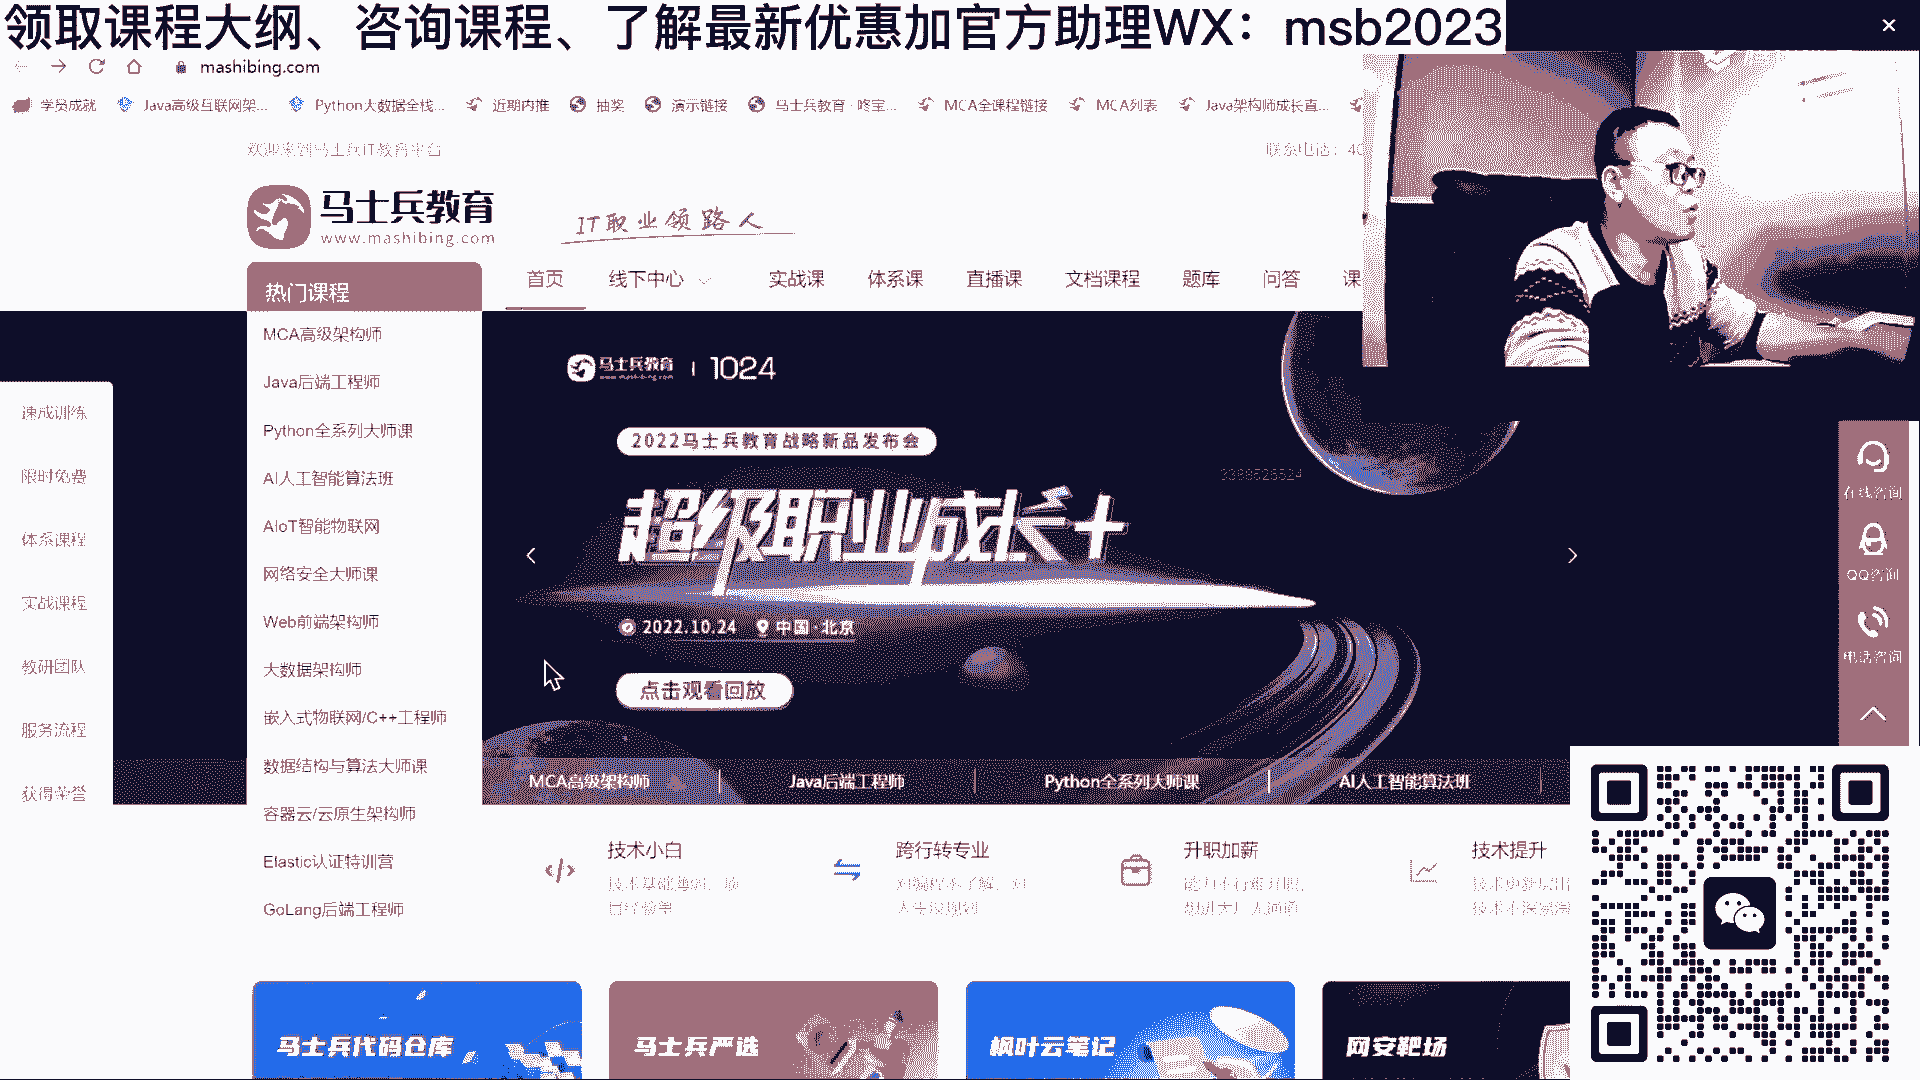 领取课程大纲、咨询课程、了解最新优惠加官方助理WX：msb2023
mashibing.com
学员成就
Java高级互联网架...
Python大数据全栈...
近期内推
抽奖
演示链接
马士兵教育 · 咚宝...
MCA全课程链接
MCA列表
Java架构师成长直...
欢迎来到马士兵IT教育平台
联系电话：40
马士兵教育
www.mashibing.com
IT职业领路人
热门课程
首页
线下中心
实战课
体系课
直播课
文档课程
题库
问答
课
MCA高级架构师
Java后端工程师
Python全系列大师课
AI人工智能算法班
AIoT智能物联网
网络安全大师课
Web前端架构师
大数据架构师
嵌入式物联网/C++工程师
数据结构与算法大师课
容器云/云原生架构师
Elastic认证特训营
GoLang后端工程师
速成训练
限时免费
体系课程
实战课程
教研团队
服务流程
获得荣誉
马士兵教育
www.mashibing.com
1024
2022马士兵教育战略新品发布会
3388526524
超级职业成长+
2022.10.24
中国·北京
点击观看回放
MCA高级架构师
Java后端工程师
Python全系列大师课
AI人工智能算法班
在线咨询
QQ咨询
电话咨询
技术小白
跨行转专业
升职加薪
技术提升
马士兵代码仓库
马士兵严选
枫叶云笔记
网安靶场